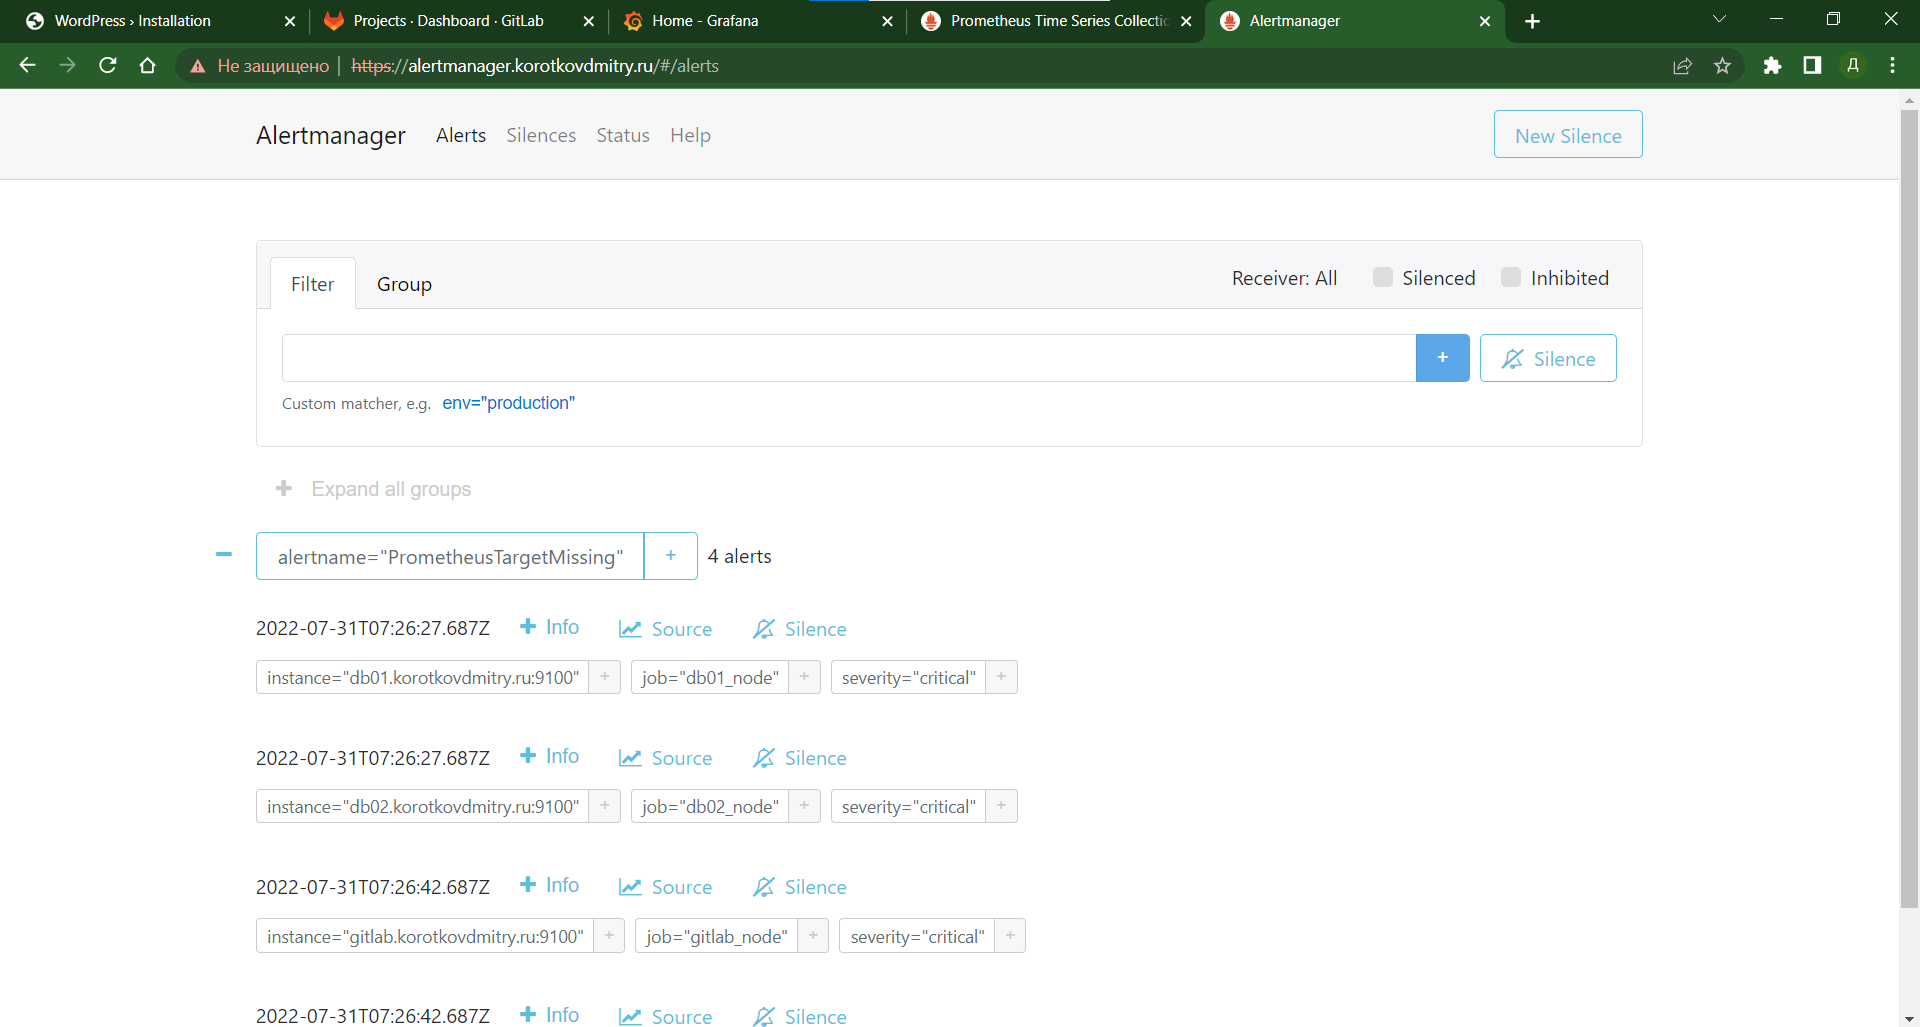 WordPress › Installation
Projects · Dashboard · GitLab
Home - Grafana
Prometheus Time Series Collectio
Alertmanager
Не защищено https://alertmanager.korotkovdmitry.ru/#/alerts
Д
Alertmanager Alerts Silences Status Help
New Silence
Filter Group
Receiver: All Silenced Inhibited
+ Silence
Custom matcher, e.g. env="production"
+ Expand all groups
alertname="PrometheusTargetMissing" + 4 alerts
2022-07-31T07:26:27.687Z + Info Source Silence
instance="db01.korotkovdmitry.ru:9100" + job="db01_node" + severity="critical" +
2022-07-31T07:26:27.687Z + Info Source Silence
instance="db02.korotkovdmitry.ru:9100" + job="db02_node" + severity="critical" +
2022-07-31T07:26:42.687Z + Info Source Silence
instance="gitlab.korotkovdmitry.ru:9100" + job="gitlab_node" + severity="critical" +
2022-07-31T07:26:42.687Z + Info Source Silence